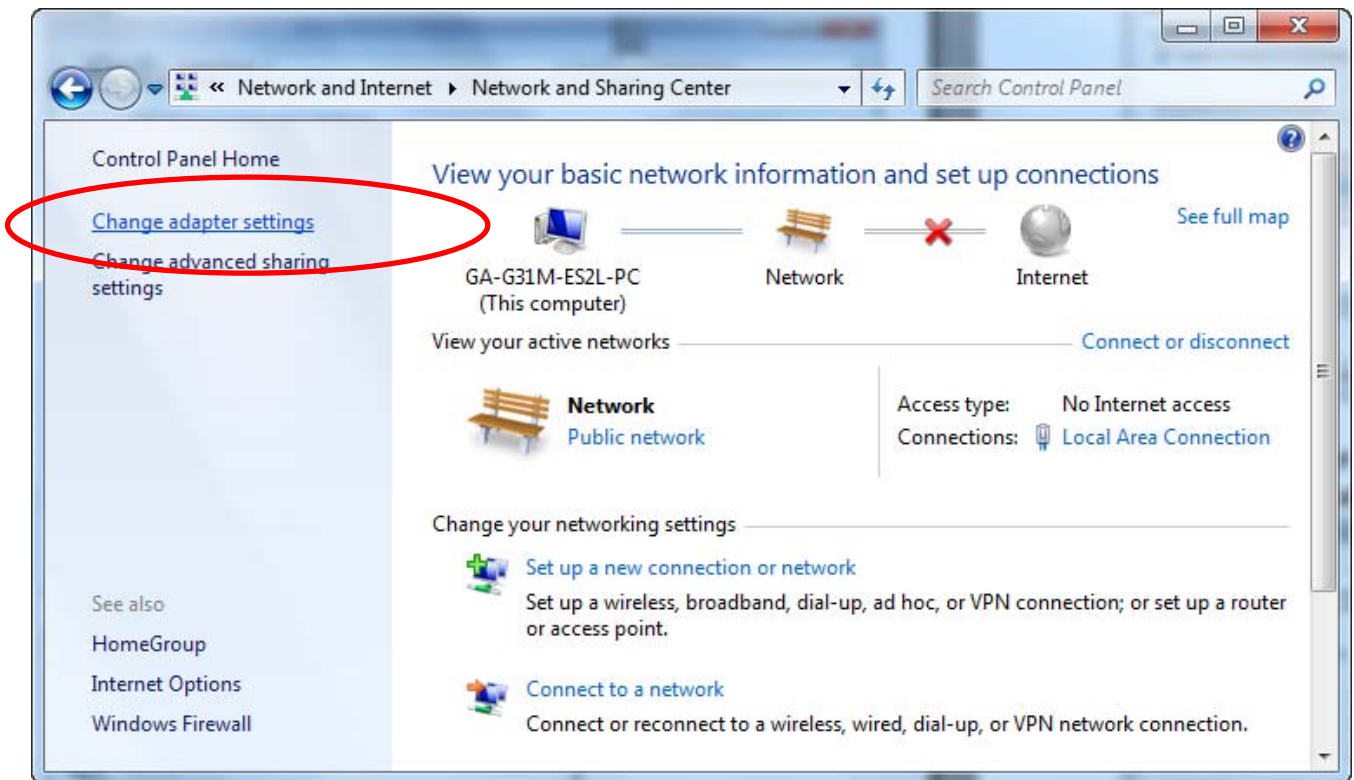 « Network and Internet ▸ Network and Sharing Center
Search Control Panel
Control Panel Home
Change adapter settings
Change advanced sharing
settings
See also
HomeGroup
Internet Options
Windows Firewall
View your basic network information and set up connections
See full map
GA-G31M-ES2L-PC
(This computer)
Network
Internet
View your active networks
Connect or disconnect
Network
Public network
Access type: No Internet access
Connections: Local Area Connection
Change your networking settings
Set up a new connection or network
Set up a wireless, broadband, dial-up, ad hoc, or VPN connection; or set up a router
or access point.
Connect to a network
Connect or reconnect to a wireless, wired, dial-up, or VPN network connection.